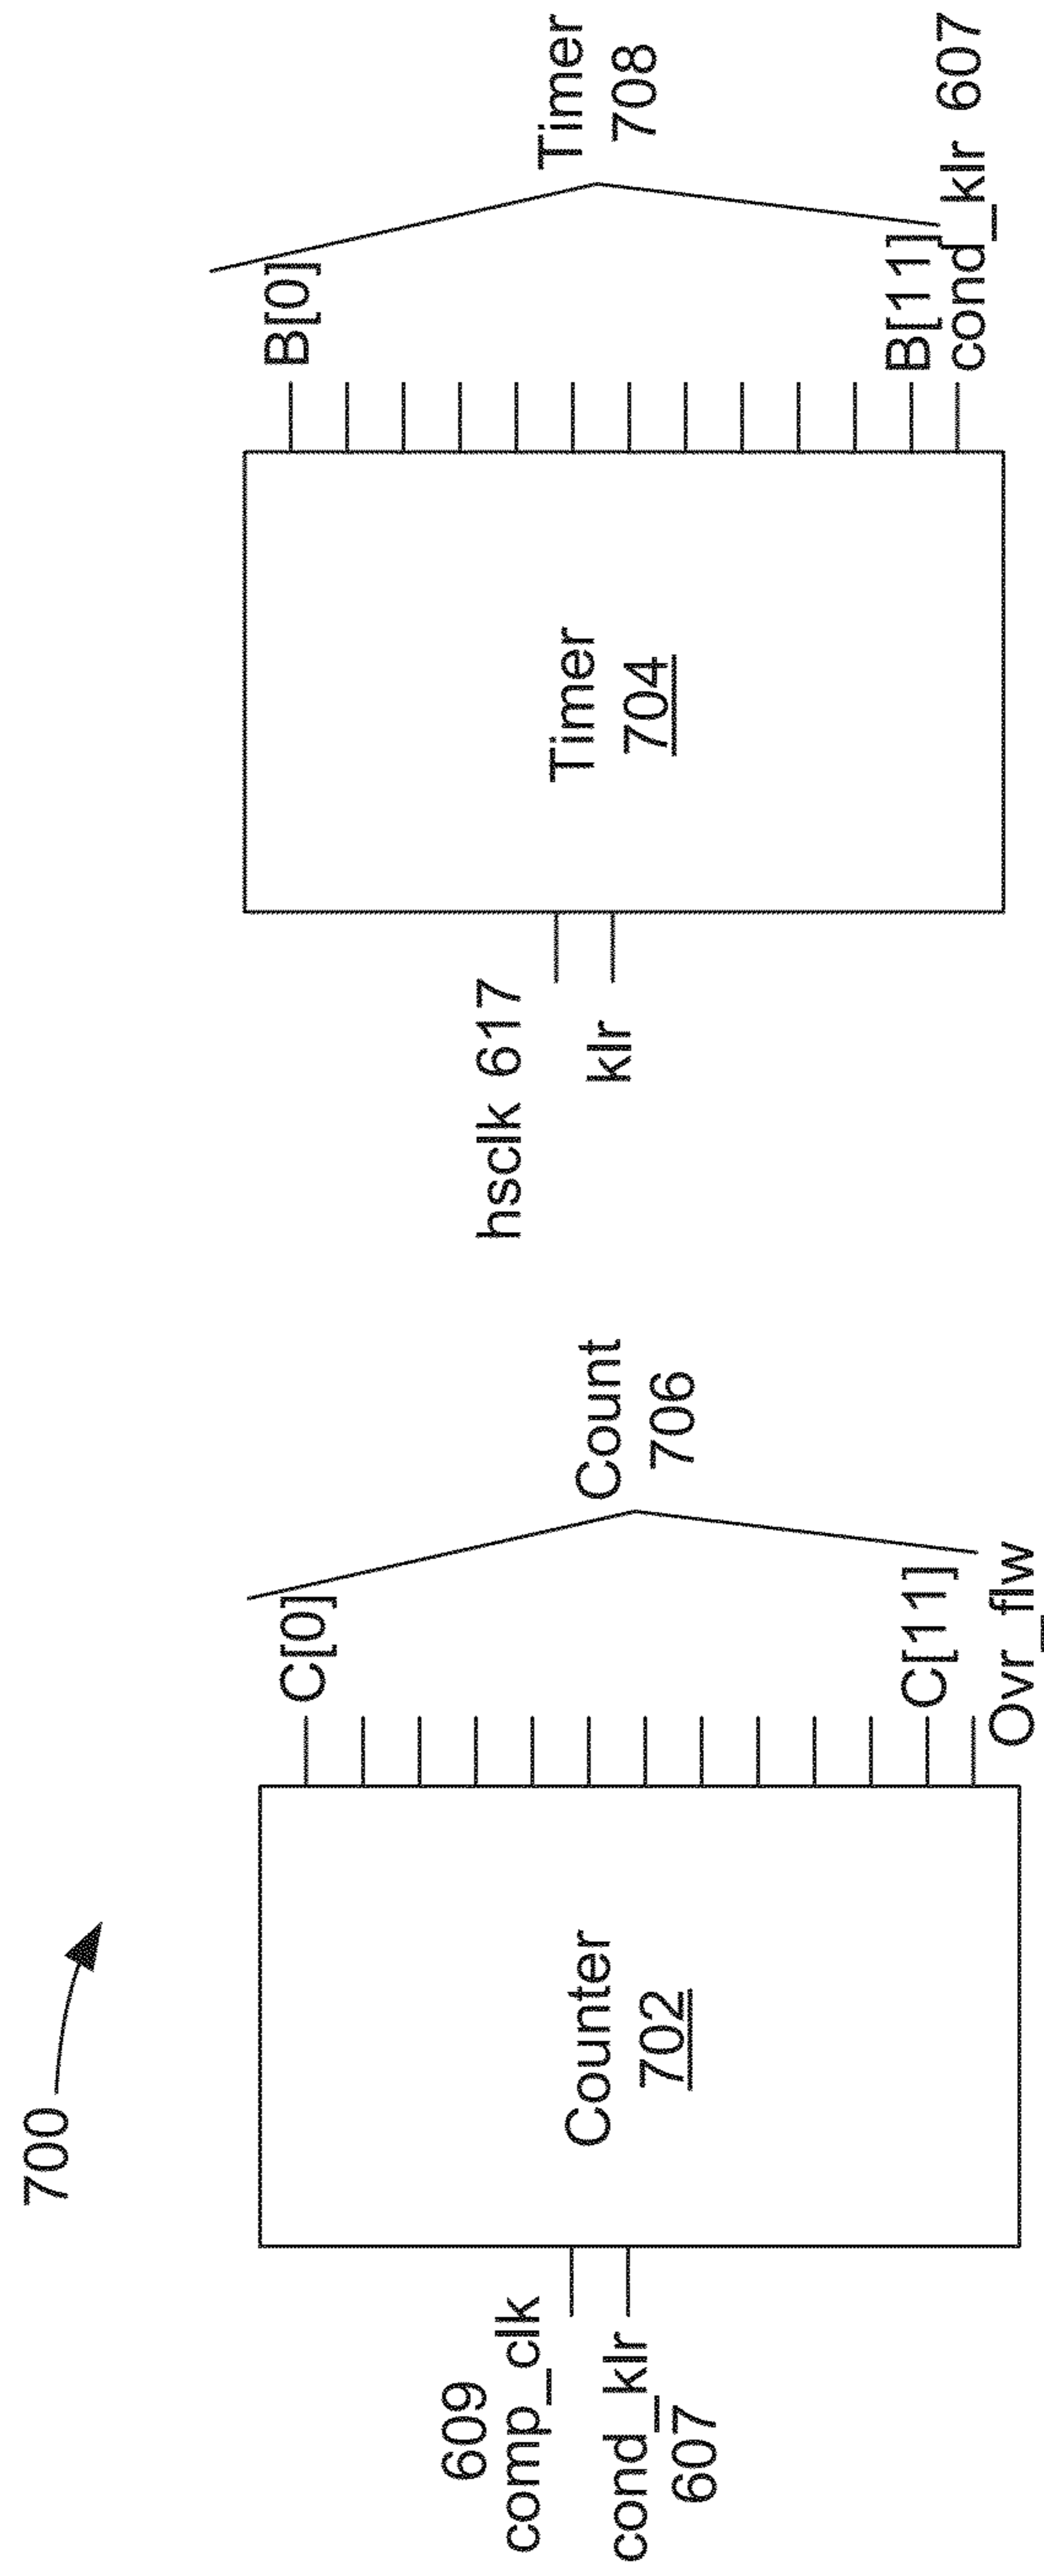 700
609
comp_clk
cond_klr
607
Counter
702
C[0]
C[11]
Ovr_flw
Count
706
hsclk 617
klr
Timer
704
B[0]
B[11]
cond_klr 607
Timer
708